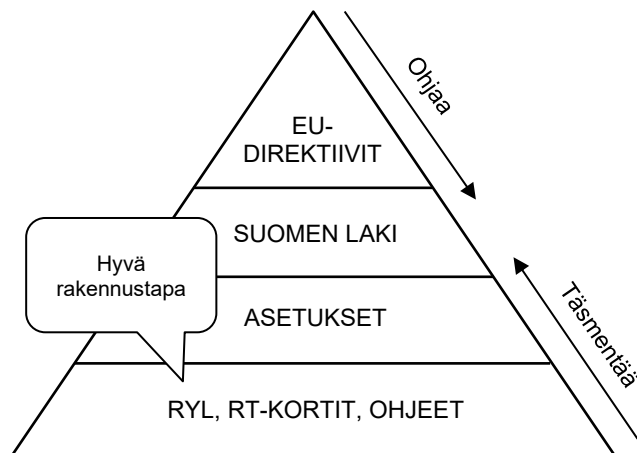 Ohjaa
EU-
DIREKTIIVIT
SUOMEN LAKI
Hyvä
rakennustapa
ASETUKSET
Täsmentää
RYL, RT-KORTIT, OHJEET